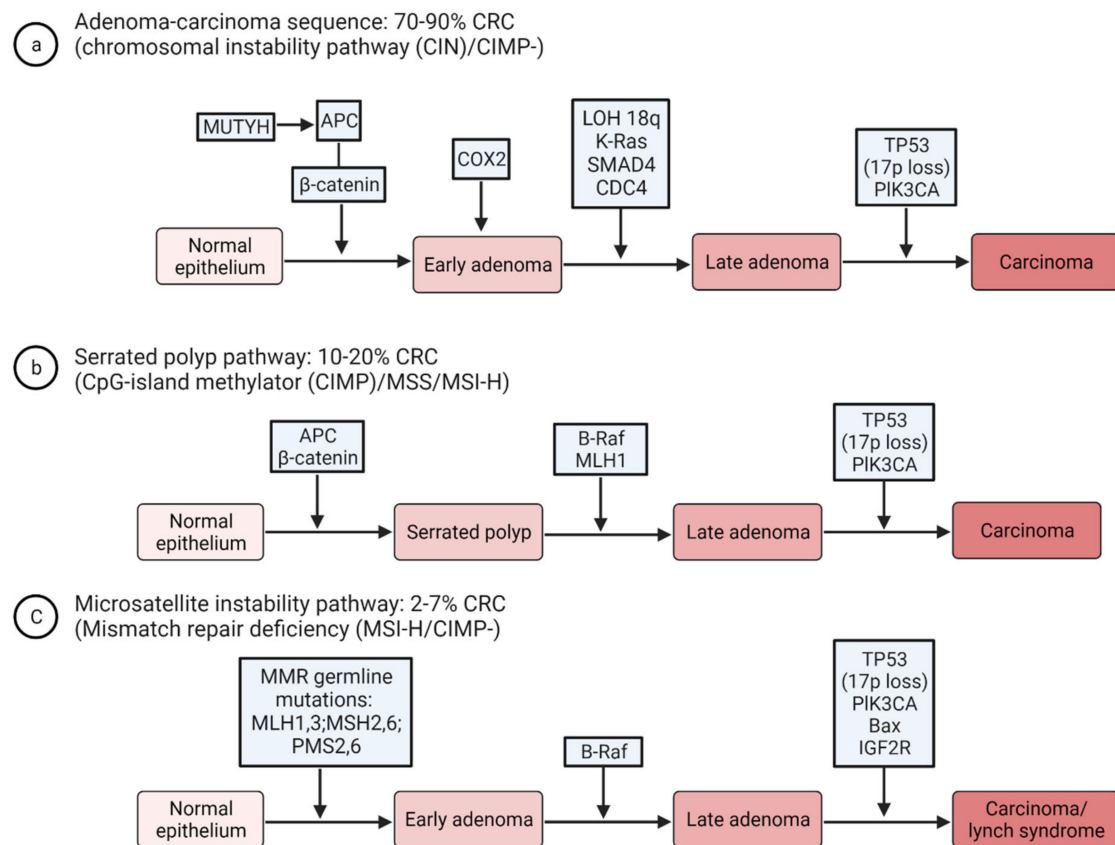 a
Adenoma-carcinoma sequence: 70-90% CRC
(chromosomal instability pathway (CIN)/CIMP-)
MUTYH
APC
β-catenin
COX2
LOH 18q
K-Ras
SMAD4
CDC4
TP53
(17p loss)
PIK3CA
Normal
epithelium
Early adenoma
Late adenoma
Carcinoma
b
Serrated polyp pathway: 10-20% CRC
(CpG-island methylator (CIMP)/MSS/MSI-H)
APC
β-catenin
B-Raf
MLH1
TP53
(17p loss)
PIK3CA
Normal
epithelium
Serrated polyp
Late adenoma
Carcinoma
C
Microsatellite instability pathway: 2-7% CRC
(Mismatch repair deficiency (MSI-H/CIMP-)
MMR germline
mutations:
MLH1,3;MSH2,6;
PMS2,6
B-Raf
TP53
(17p loss)
PIK3CA
Bax
IGF2R
Normal
epithelium
Early adenoma
Late adenoma
Carcinoma/
lynch syndrome